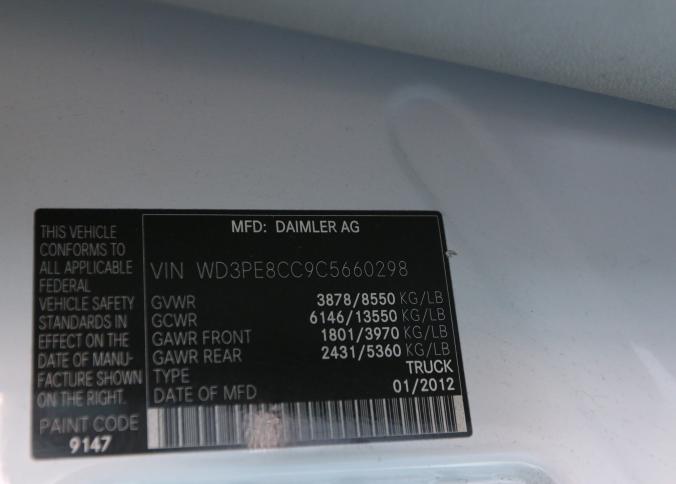 THIS VEHICLE
CONFORMS TO
ALL APPLICABLE
FEDERAL
VEHICLE SAFETY
STANDARDS IN
EFFECT ON THE
DATE OF MANU-
FACTURE SHOWN
ON THE RIGHT.
PAINT CODE
9147
MFD: DAIMLER AG
VIN WD3PE8CC9C5660298
GVWR 3878/8550 KG/LB
GCWR 6146/13550 KG/LB
GAWR FRONT 1801/3970 KG/LB
GAWR REAR 2431/5360 KG/LB
TYPE TRUCK
DATE OF MFD 01/2012